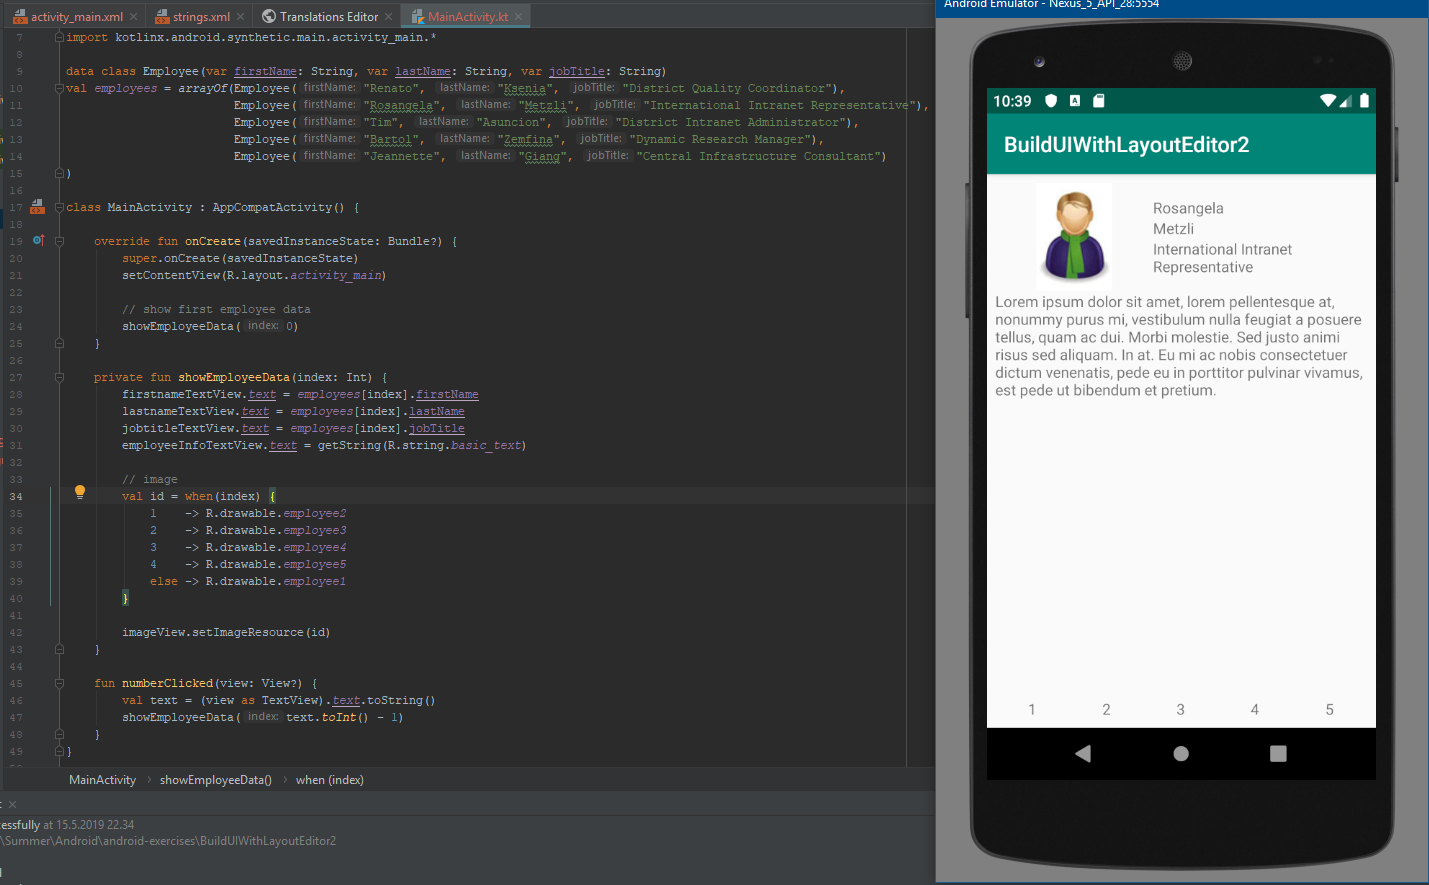 activity_main.xml
strings.xml
Translations Editor
MainActivity.kt
7 import kotlinx.android.synthetic.main.activity_main.*
8
9 data class Employee(var firstName: String, var lastName: String, var jobTitle: String)
10 val employees = arrayOf(Employee( firstName: "Renato", lastName: "Ksenia", jobTitle: "District Quality Coordinator"),
11 Employee( firstName: "Rosangela", lastName: "Metzli", jobTitle: "International Intranet Representative"),
12 Employee( firstName: "Tim", lastName: "Asuncion", jobTitle: "District Intranet Administrator"),
13 Employee( firstName: "Bartol", lastName: "Zemfina", jobTitle: "Dynamic Research Manager"),
14 Employee( firstName: "Jeannette", lastName: "Giang", jobTitle: "Central Infrastructure Consultant")
15 )
16
17 class MainActivity : AppCompatActivity() {
18
19 override fun onCreate(savedInstanceState: Bundle?) {
20 super.onCreate(savedInstanceState)
21 setContentView(R.layout.activity_main)
22
23 // show first employee data
24 showEmployeeData( index: 0)
25 }
26
27 private fun showEmployeeData(index: Int) {
28 firstnameTextView.text = employees[index].firstName
29 lastnameTextView.text = employees[index].lastName
30 jobtitleTextView.text = employees[index].jobTitle
31 employeeInfoTextView.text = getString(R.string.basic_text)
32
33 // image
34 val id = when(index) {
35 1 -> R.drawable.employee2
36 2 -> R.drawable.employee3
37 3 -> R.drawable.employee4
38 4 -> R.drawable.employee5
39 else -> R.drawable.employee1
40 }
41
42 imageView.setImageResource(id)
43 }
44
45 fun numberClicked(view: View?) {
46 val text = (view as TextView).text.toString()
47 showEmployeeData( index: text.toInt() - 1)
48 }
49 }
MainActivity › showEmployeeData() › when (index)
essfully at 15.5.2019 22.34
\Summer\Android\android-exercises\BuildUIWithLayoutEditor2
Android Emulator - Nexus_5_API_28:5554
10:39
BuildUIWithLayoutEditor2
Rosangela
Metzli
International Intranet
Representative
Lorem ipsum dolor sit amet, lorem pellentesque at,
nonummy purus mi, vestibulum nulla feugiat a posuere
tellus, quam ac dui. Morbi molestie. Sed justo animi
risus sed aliquam. In at. Eu mi ac nobis consectetuer
dictum venenatis, pede eu in porttitor pulvinar vivamus,
est pede ut bibendum et pretium.
1 2 3 4 5